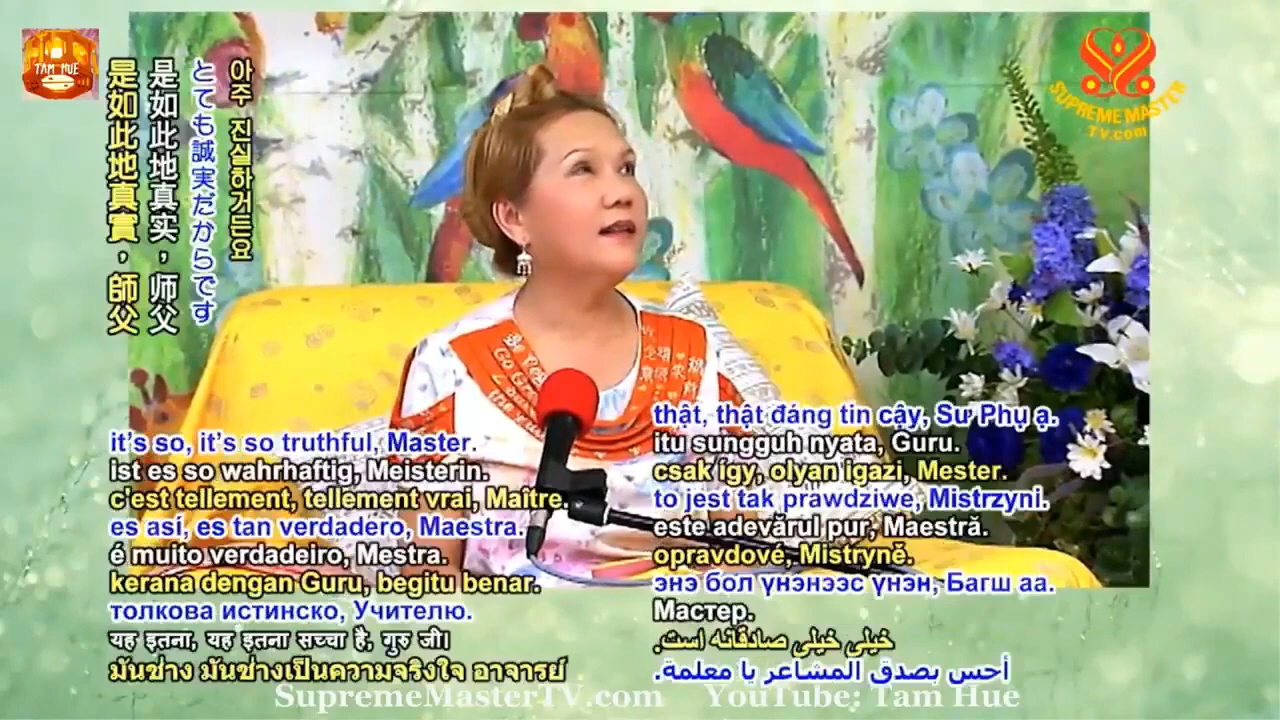 TAM HUE
SUPREME MASTER
TV.com
아주 진실하거든요
とても誠実だからです
是如此地真实，师父
是如此地真實，師父
it's so, it's so truthful, Master.
ist es so wahrhaftig, Meisterin.
c'est tellement, tellement vrai, Maître.
es así, es tan verdadero, Maestra.
é muito verdadeiro, Mestra.
kerana dengan Guru, begitu benar.
толкова истинско, Учителю.
यह इतना, यह इतना सच्चा है, गुरु जी।
มันช่าง มันช่างเป็นความจริงใจ อาจารย์
thật, thật đáng tin cậy, Sư Phụ ạ.
itu sungguh nyata, Guru.
csak így, olyan igazi, Mester.
to jest tak prawdziwe, Mistrzyni.
este adevărul pur, Maestră.
opravdové, Mistryně.
энэ бол үнэнээс үнэн, Багш аа.
Мастер.
خیلی خیلی صادقانه است.
أحس بصدق المشاعر يا معلمة.
SupremeMasterTV.com YouTube: Tam Hue